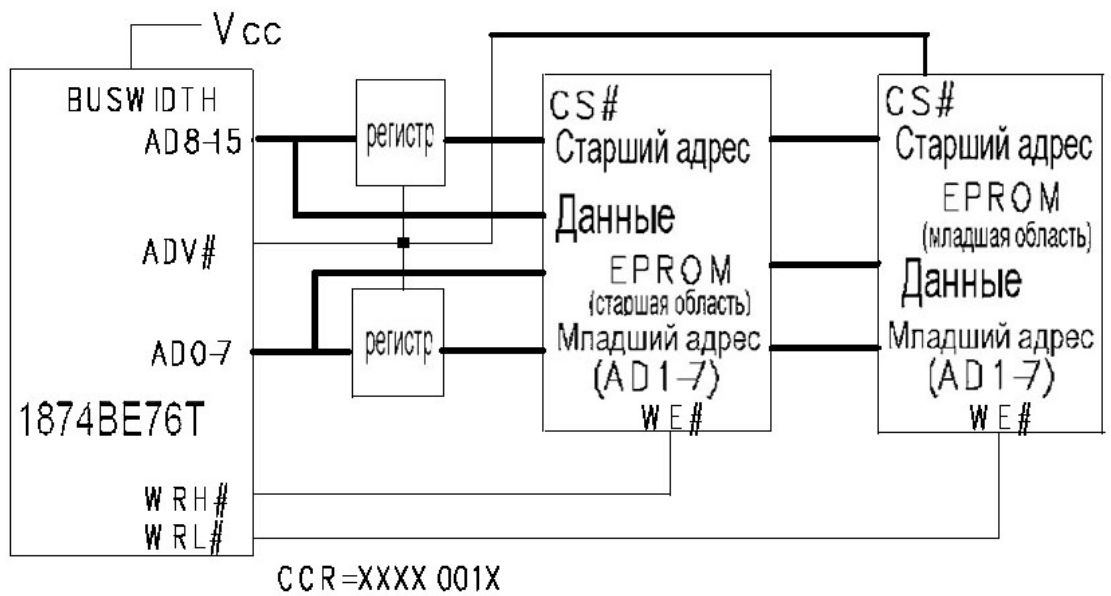 Vcc
BUSWIDTH
AD8-15
ADV#
AD0-7
1874ВЕ76Т
WRH#
WRL#
регистр
регистр
CS#
Старший адрес
Данные
EPROM
(старшая область)
Младший адрес
(AD1-7)
WE#
CS#
Старший адрес
EPROM
(младшая область)
Данные
Младший адрес
(AD1-7)
WE#
CCR=XXXX 001X